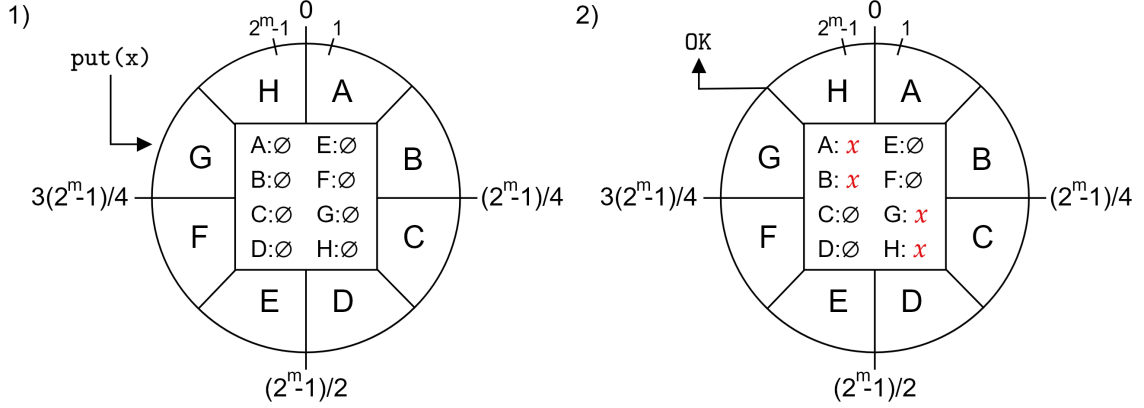 1)
0
2^m-1
1
put(x)
H
A
G
B
A:∅ E:∅
B:∅ F:∅
C:∅ G:∅
D:∅ H:∅
3(2^m-1)/4
(2^m-1)/4
F
C
E
D
(2^m-1)/2
2)
0
2^m-1
1
OK
H
A
G
B
A: x E:∅
B: x F:∅
C:∅ G: x
D:∅ H: x
3(2^m-1)/4
(2^m-1)/4
F
C
E
D
(2^m-1)/2